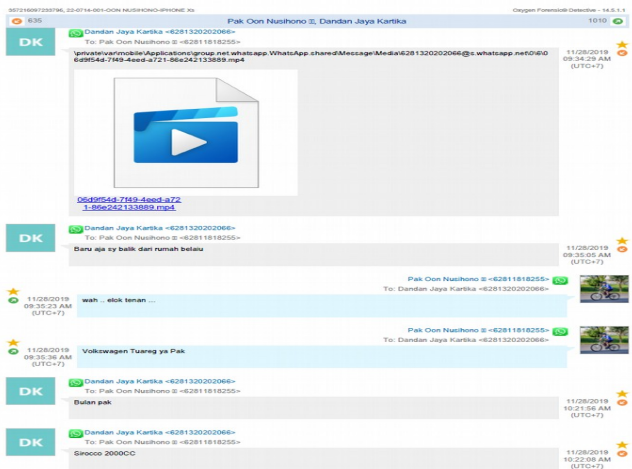 357218097235786, 22-0714-001-OON NUSIHONO-IPHONE Xs
Oxygen Forensic® Detective - 14.5.1.1
635
Pak Oon Nusihono, Dandan Jaya Kartika
1010
DK
Dandan Jaya Kartika <6281320202066>
To: Pak Oon Nusihono <62811818255>
\private\var\mobile\Applications\group.net.whatsapp.WhatsApp.shared\Message\Media\6281320202066@s.whatsapp.net\0\6\0
6d9f54d-7f49-4eed-a721-86e242133889.mp4
11/28/2019
09:34:29 AM
(UTC+7)
06d9f54d-7f49-4eed-a72
1-86e242133889.mp4
DK
Dandan Jaya Kartika <6281320202066>
To: Pak Oon Nusihono <62811818255>
Baru aja sy balik dari rumah belaiu
11/28/2019
09:35:05 AM
(UTC+7)
Pak Oon Nusihono <62811818255>
To: Dandan Jaya Kartika <6281320202066>
11/28/2019
09:35:23 AM
(UTC+7)
wah .. elok tenan ...
Pak Oon Nusihono <62811818255>
To: Dandan Jaya Kartika <6281320202066>
11/28/2019
09:35:36 AM
(UTC+7)
Volkswagen Tuareg ya Pak
DK
Dandan Jaya Kartika <6281320202066>
To: Pak Oon Nusihono <62811818255>
Bulan pak
11/28/2019
10:21:56 AM
(UTC+7)
DK
Dandan Jaya Kartika <6281320202066>
To: Pak Oon Nusihono <62811818255>
Sirocco 2000CC
11/28/2019
10:22:08 AM
(UTC+7)